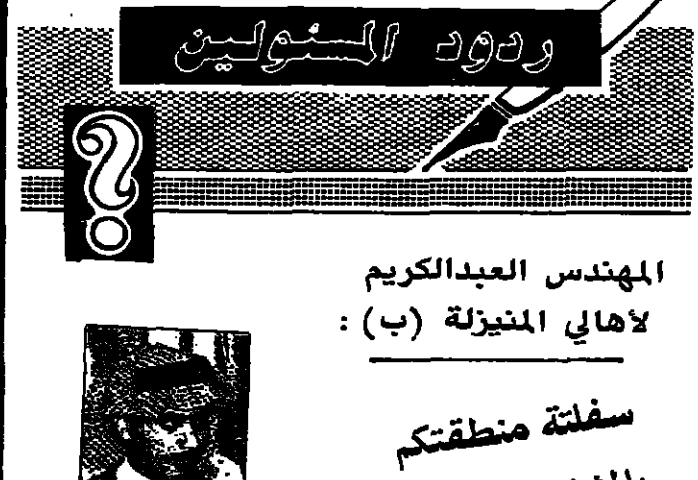 ردود المسئولين
المهندس العبدالكريم
لأهالي المنيزلة (ب) :
سفلتة منطقتكم